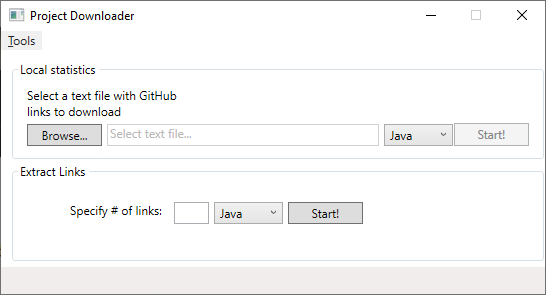 Project Downloader
Tools
Local statistics
Select a text file with GitHub
links to download
Browse... Select text file... Java Start!
Extract Links
Specify # of links: Java Start!